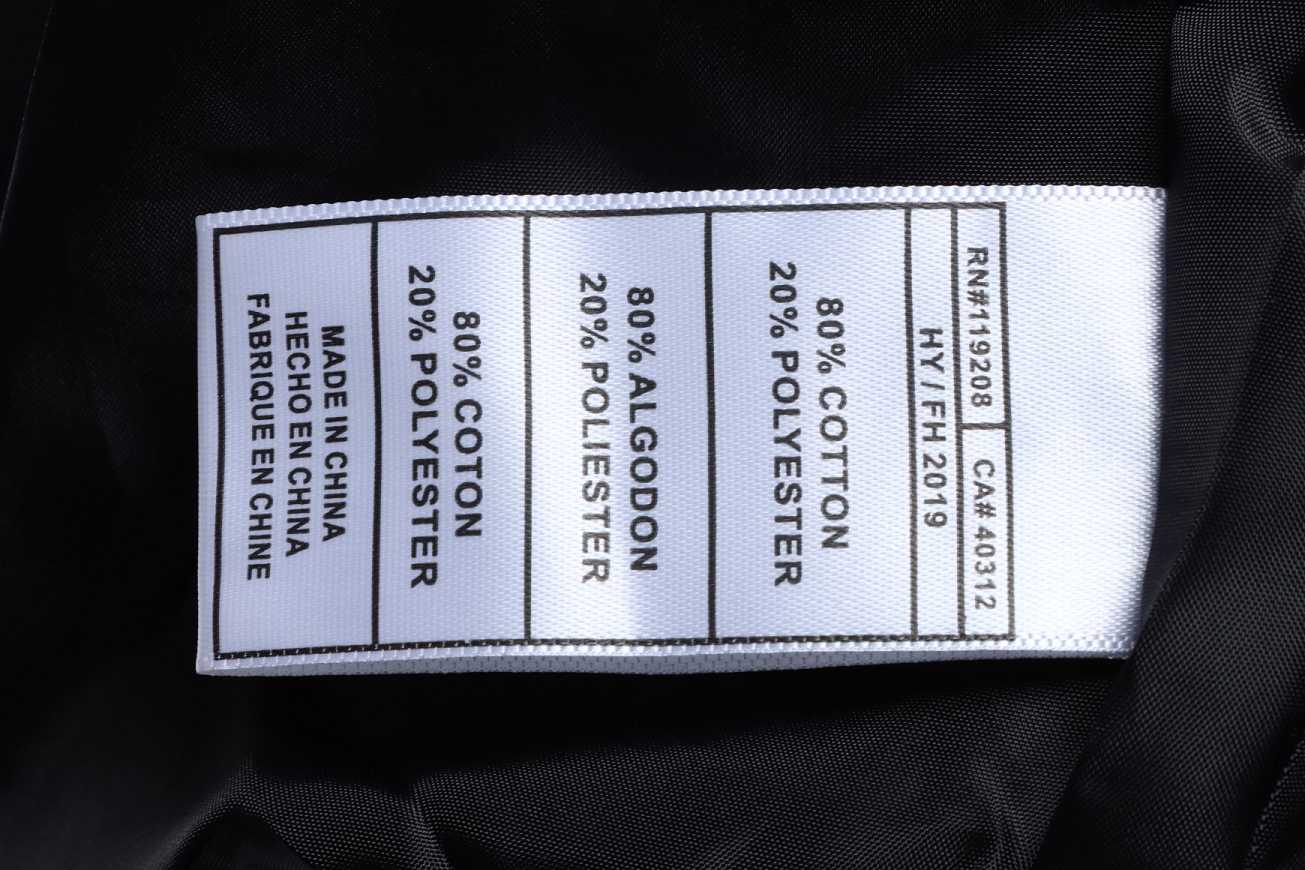 RN#119208 CA# 40312
HY / FH 2019
80% COTTON
20% POLYESTER
80% ALGODON
20% POLIESTER
80% COTON
20% POLYESTER
MADE IN CHINA
HECHO EN CHINA
FABRIQUE EN CHINE